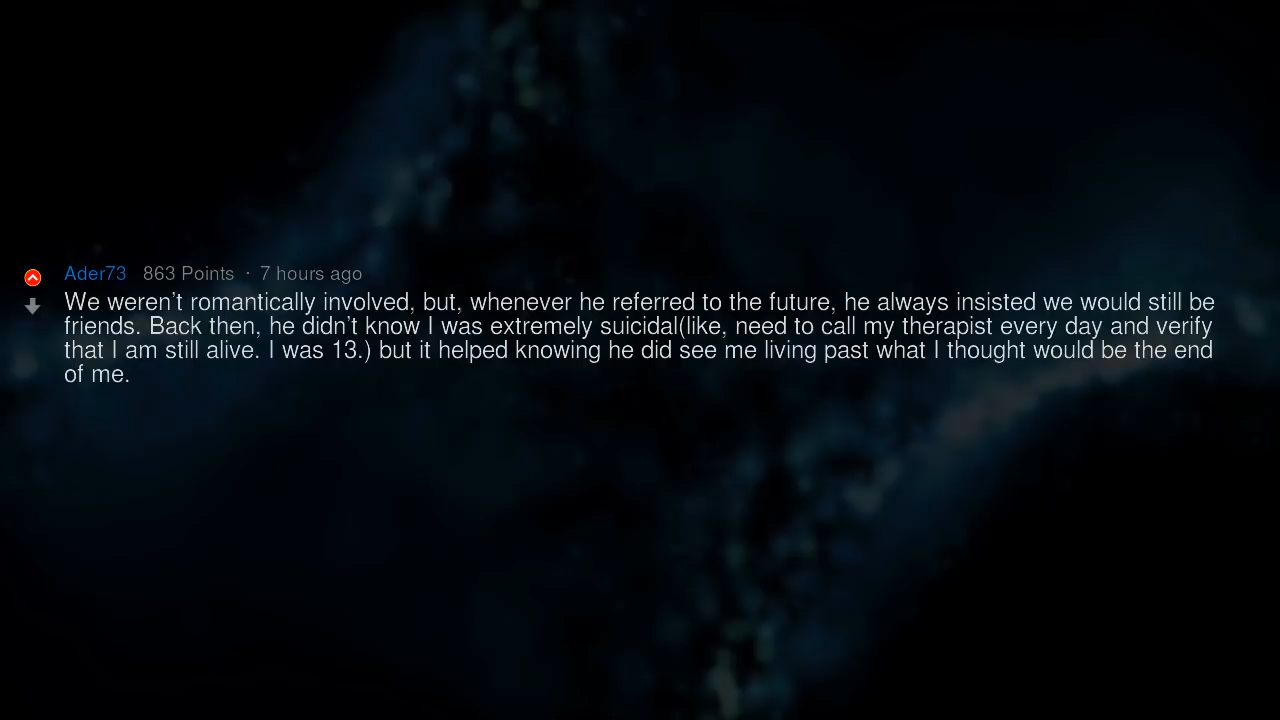 Ader73 863 Points · 7 hours ago
We weren't romantically involved, but, whenever he referred to the future, he always insisted we would still be
friends. Back then, he didn't know I was extremely suicidal(like, need to call my therapist every day and verify
that I am still alive. I was 13.) but it helped knowing he did see me living past what I thought would be the end
of me.